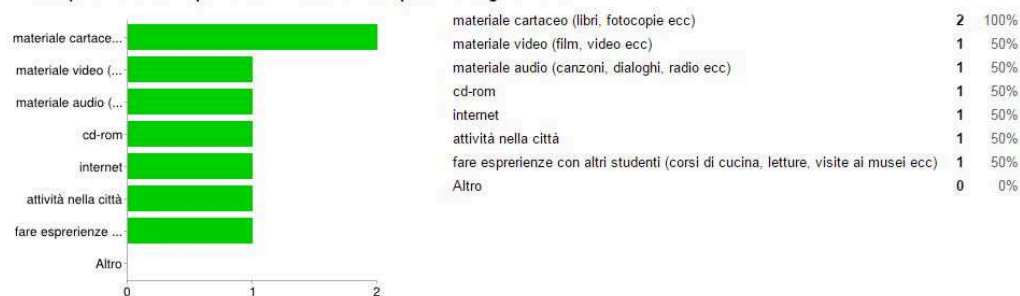 materiale cartace...
materiale video (...
materiale audio (...
cd-rom
internet
attività nella città
fare esprerienze ...
Altro
0 1 2
materiale cartaceo (libri, fotocopie ecc) 2 100%
materiale video (film, video ecc) 1 50%
materiale audio (canzoni, dialoghi, radio ecc) 1 50%
cd-rom 1 50%
internet 1 50%
attività nella città 1 50%
fare esprerienze con altri studenti (corsi di cucina, letture, visite ai musei ecc) 1 50%
Altro 0 0%